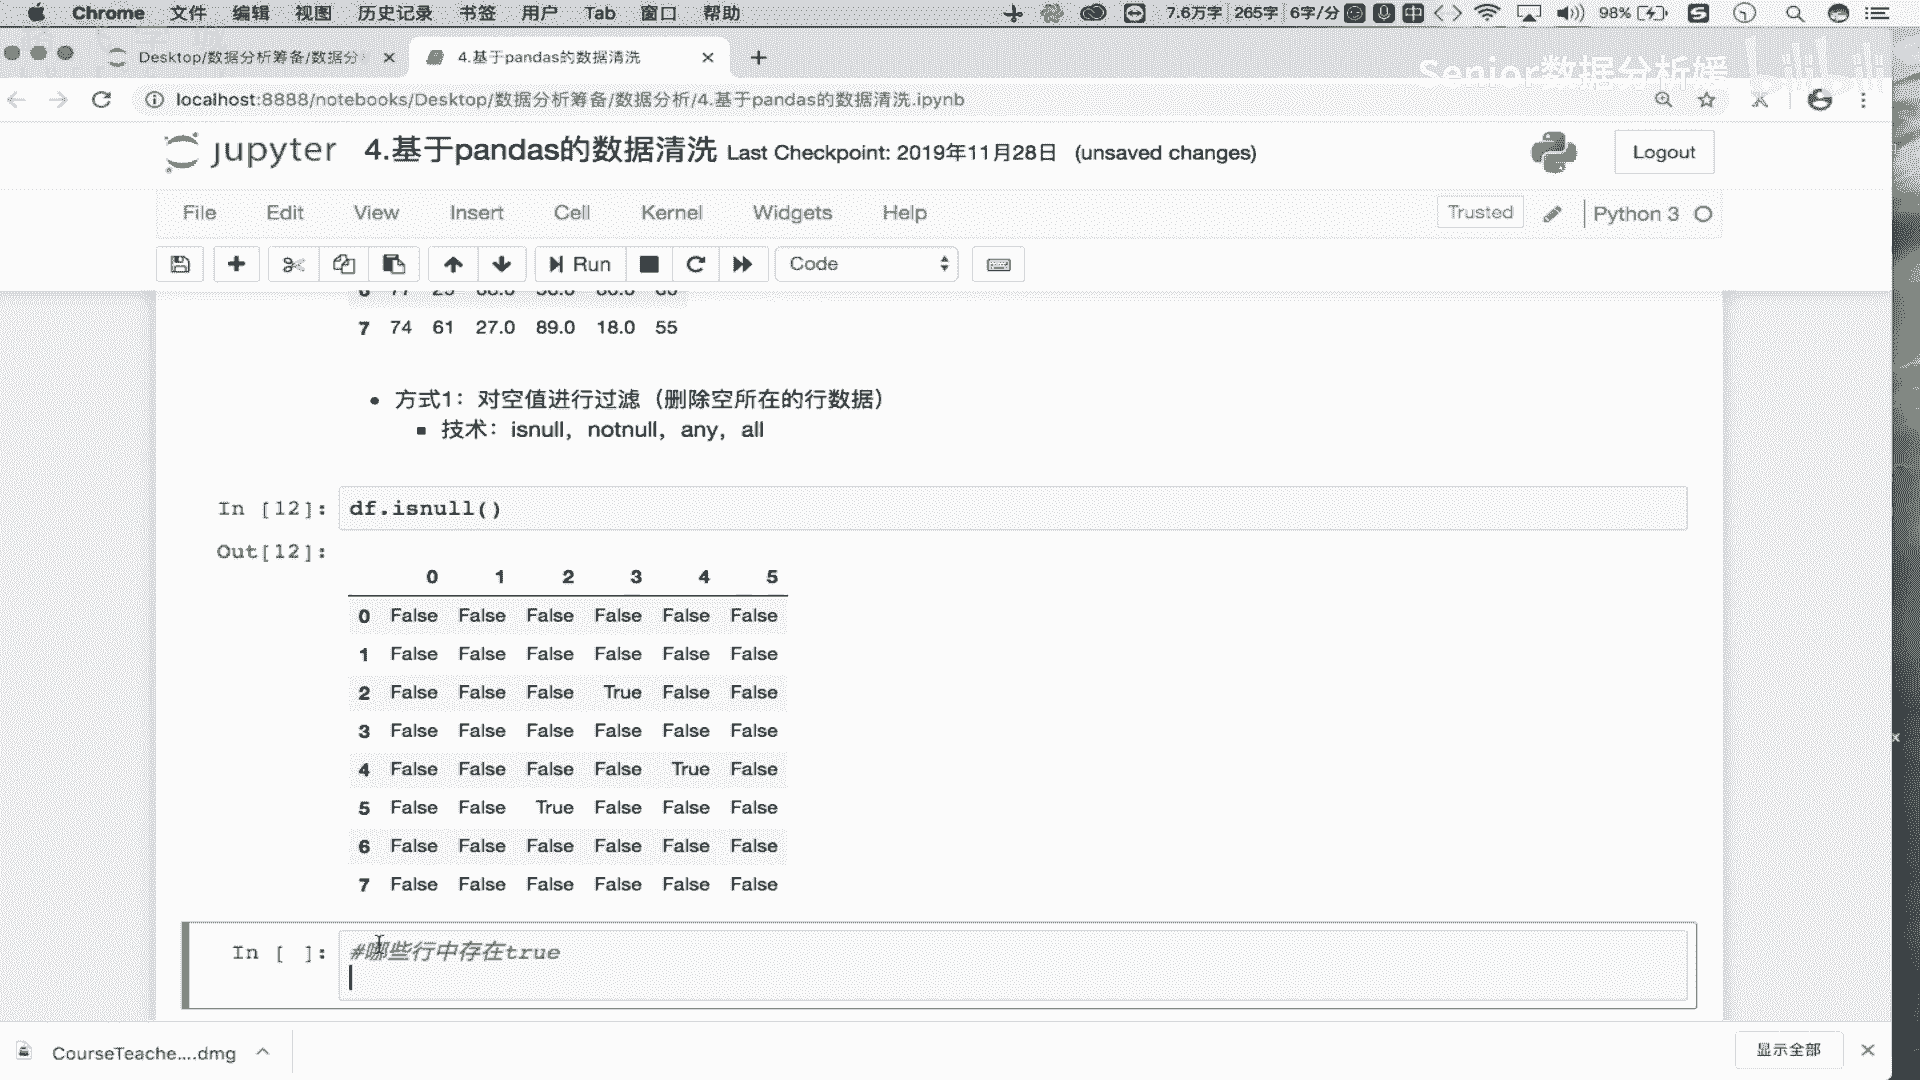 Chrome 文件 编辑 视图 历史记录 书签 用户 Tab 窗口 帮助 7.6万字 265字 6字/分 中 98%
Desktop/数据分析筹备/数据分 4.基于pandas的数据清洗
Senior数据分析媛 bilibili
localhost:8888/notebooks/Desktop/数据分析筹备/数据分析/4.基于pandas的数据清洗.ipynb
jupyter 4.基于pandas的数据清洗 Last Checkpoint: 2019年11月28日 (unsaved changes) Logout
File Edit View Insert Cell Kernel Widgets Help Trusted Python 3
Run Code
7 74 61 27.0 89.0 18.0 55
• 方式1：对空值进行过滤（删除空所在的行数据）
▪ 技术：isnull，notnull，any，all
In [12]: df.isnull()
Out[12]:
0 1 2 3 4 5
0 False False False False False False
1 False False False False False False
2 False False False True False False
3 False False False False False False
4 False False False False True False
5 False False True False False False
6 False False False False False False
7 False False False False False False
In [ ]: #哪些行中存在true
CourseTeache....dmg 显示全部